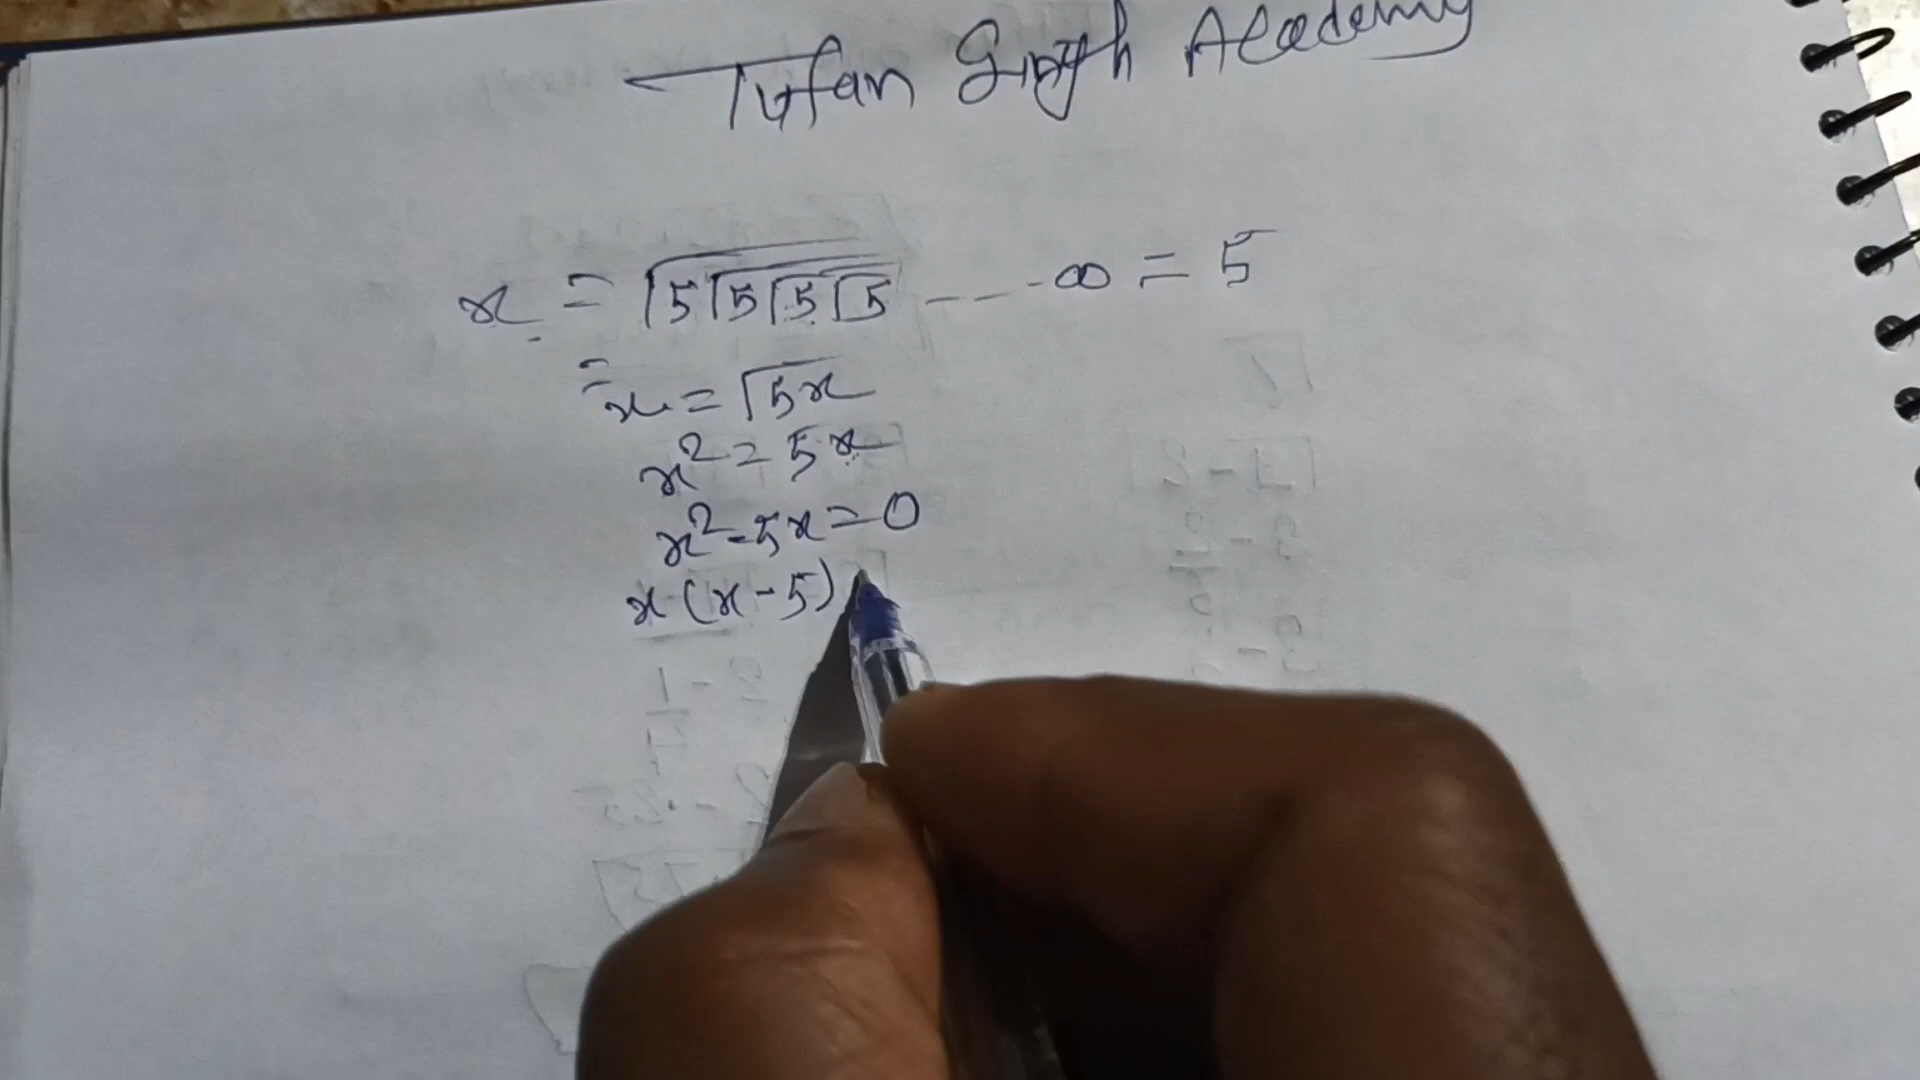 Tufan Singh Academy
x = √5√5√5√5 - - - ∞ = 5
= x = √5x
x² = 5x
x² - 5x = 0
x (x - 5)